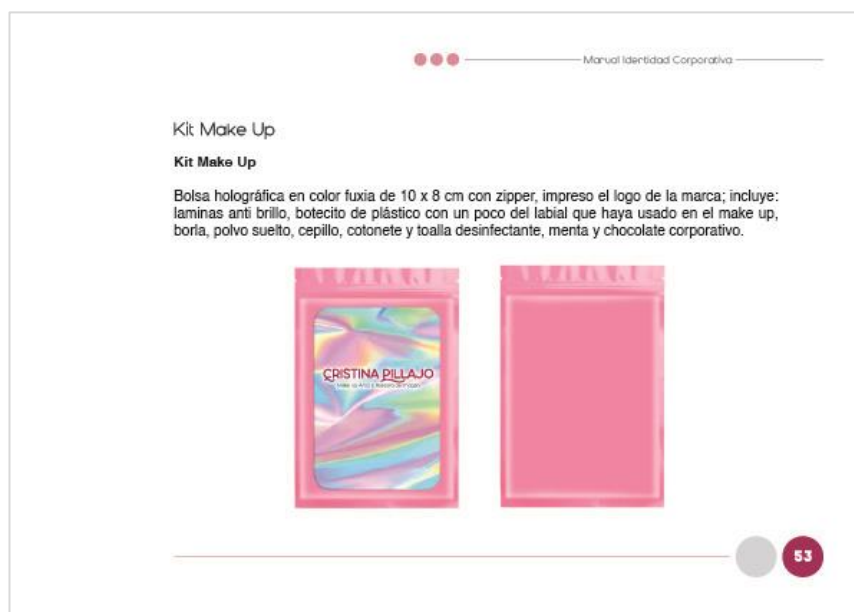 Manual Identidad Corporativa
Kit Make Up
Kit Make Up
Bolsa holográfica en color fuxia de 10 x 8 cm con zipper, impreso el logo de la marca; incluye:
laminas anti brillo, botecito de plástico con un poco del labial que haya usado en el make up,
borla, polvo suelto, cepillo, cotonete y toalla desinfectante, menta y chocolate corporativo.
CRISTINA PILLAJO
53